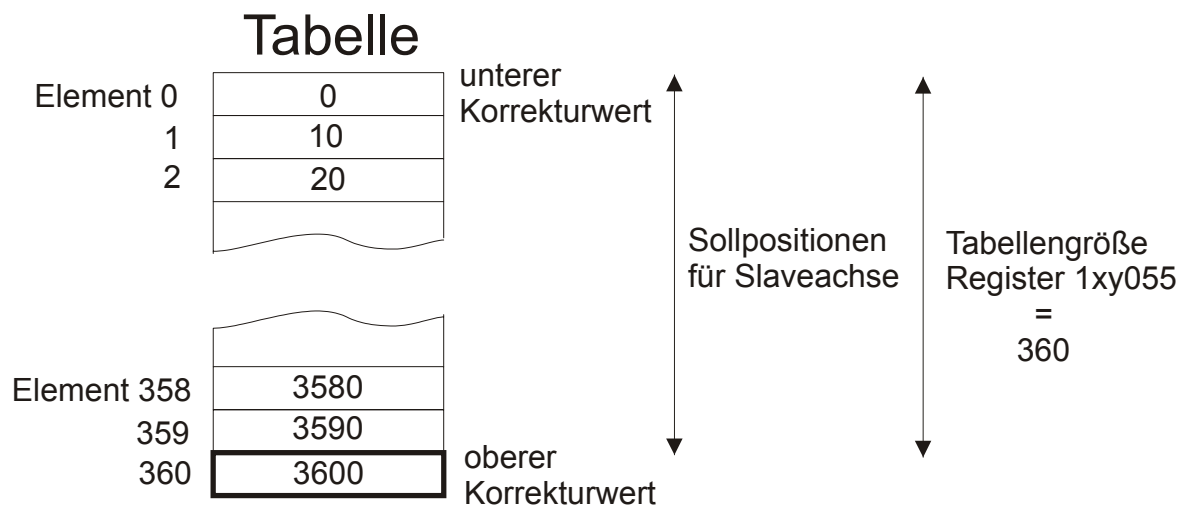 Tabelle
Element 0
0
unterer
Korrekturwert
1
10
2
20
Sollpositionen
für Slaveachse
Tabellengröße
Register 1xy055
=
360
Element 358
3580
359
3590
360
3600
oberer
Korrekturwert